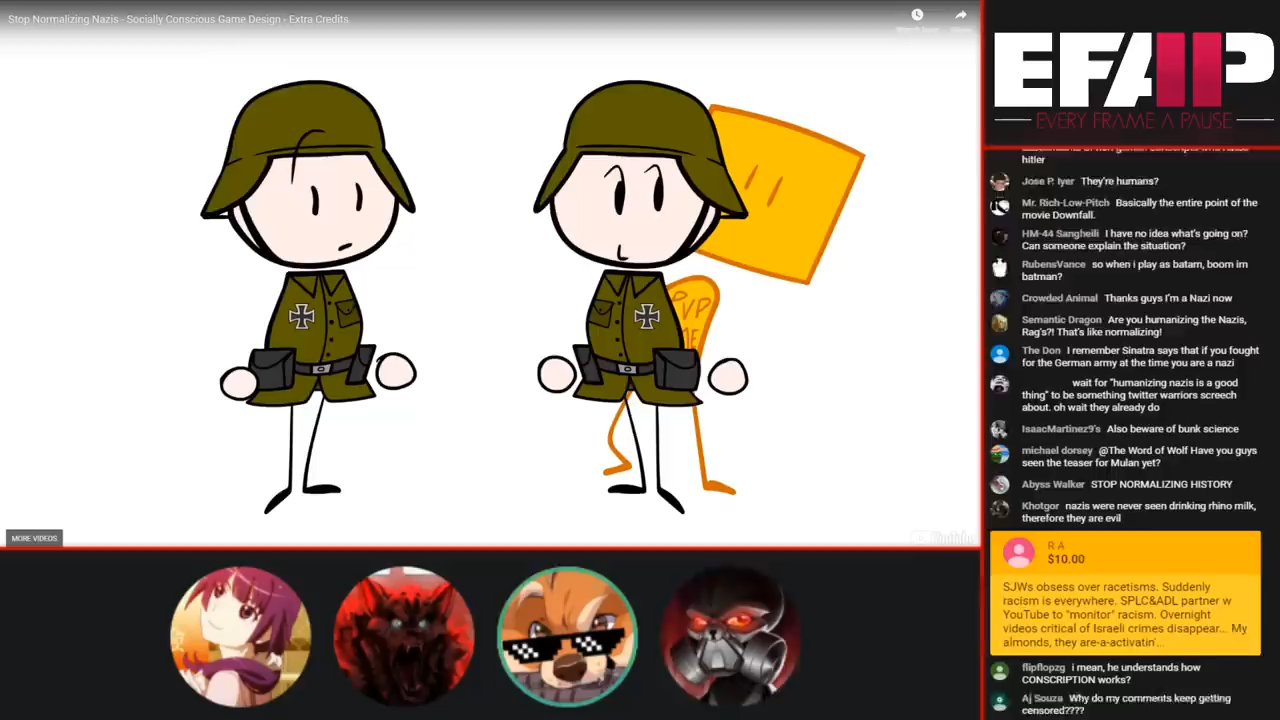 Stop Normalizing Nazis - Socially Conscious Game Design - Extra Credits
EFAP
EVERY FRAME A PAUSE
hitler
Jose P. Iyer They're humans?
Mr. Rich-Low-Pitch Basically the entire point of the
movie Downfall.
HM-44 Sangheili I have no idea what's going on?
Can someone explain the situation?
RubensVance so when i play as batam, boom im
batman?
Crowded Animal Thanks guys I'm a Nazi now
Semantic Dragon Are you humanizing the Nazis,
Rag's?! That's like normalizing!
The Don I remember Sinatra says that if you fought
for the German army at the time you are a nazi
wait for "humanizing nazis is a good
thing" to be something twitter warriors screech
about. oh wait they already do
IsaacMartinez9's Also beware of bunk science
michael dorsey @The Word of Wolf Have you guys
seen the teaser for Mulan yet?
Abyss Walker STOP NORMALIZING HISTORY
Khotgor nazis were never seen drinking rhino milk,
therefore they are evil
R A
$10.00
SJWs obsess over racetisms. Suddenly
racism is everywhere. SPLC&ADL partner w
YouTube to "monitor" racism. Overnight
videos critical of Israeli crimes disappear... My
almonds, they are-a-activatin'...
flipflopzg i mean, he understands how
CONSCRIPTION works?
Aj Souza Why do my comments keep getting
censored????
PVP
ME
MORE VIDEOS
YouTube